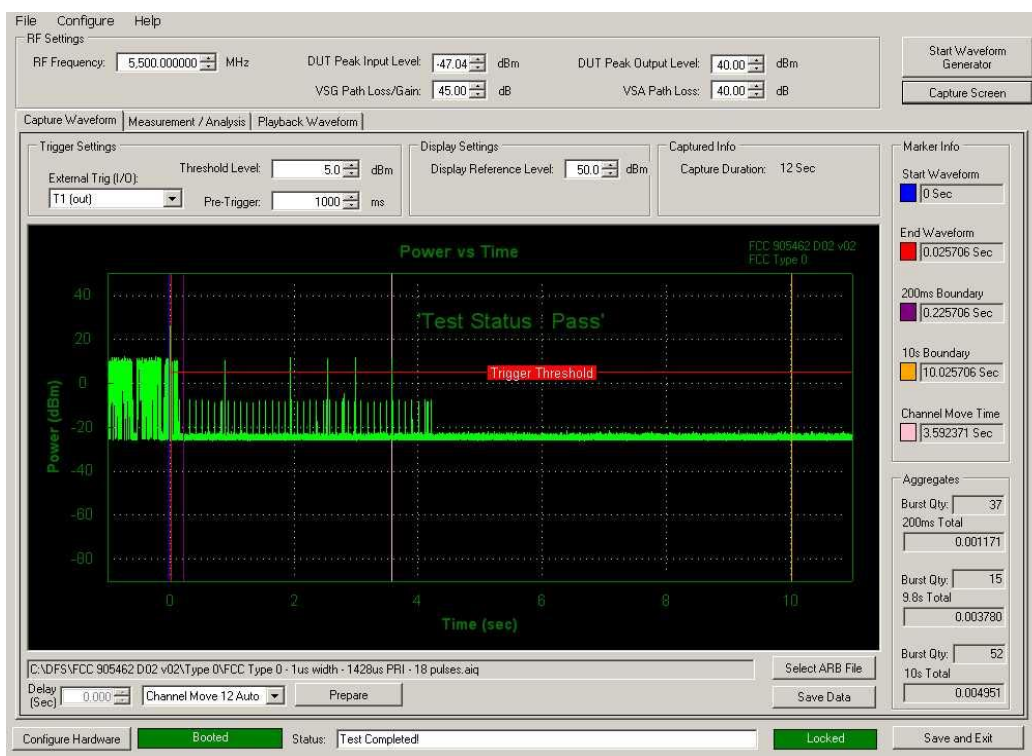 File Configure Help
RF Settings
RF Frequency: 5,500.000000 MHz
DUT Peak Input Level: -47.04 dBm
DUT Peak Output Level: 40.00 dBm
VSG Path Loss/Gain: 45.00 dB
VSA Path Loss: 40.00 dB
Start Waveform
Generator
Capture Screen
Capture Waveform Measurement / Analysis Playback Waveform
Trigger Settings
External Trig (I/O):
T1 (out)
Threshold Level: 5.0 dBm
Pre-Trigger: 1000 ms
Display Settings
Display Reference Level: 50.0 dBm
Captured Info
Capture Duration: 12 Sec
Power vs Time
FCC 905462 D02 v02
FCC Type 0
'Test Status : Pass'
Trigger Threshold
Power (dBm)
40
20
0
-20
-40
-60
-80
0 2 4 6 8 10
Time (sec)
Marker Info
Start Waveform
0 Sec
End Waveform
0.025706 Sec
200ms Boundary
0.225706 Sec
10s Boundary
10.025706 Sec
Channel Move Time
3.592371 Sec
Aggregates
Burst Qty: 37
200ms Total
0.001171
Burst Qty: 15
9.8s Total
0.003780
Burst Qty: 52
10s Total
0.004951
C:\DFS\FCC 905462 D02 v02\Type 0\FCC Type 0 - 1us width - 1428us PRI - 18 pulses.aiq
Select ARB File
Delay
(Sec) 0.000
Channel Move 12 Auto
Prepare
Save Data
Configure Hardware
Booted
Status: Test Completed!
Locked
Save and Exit